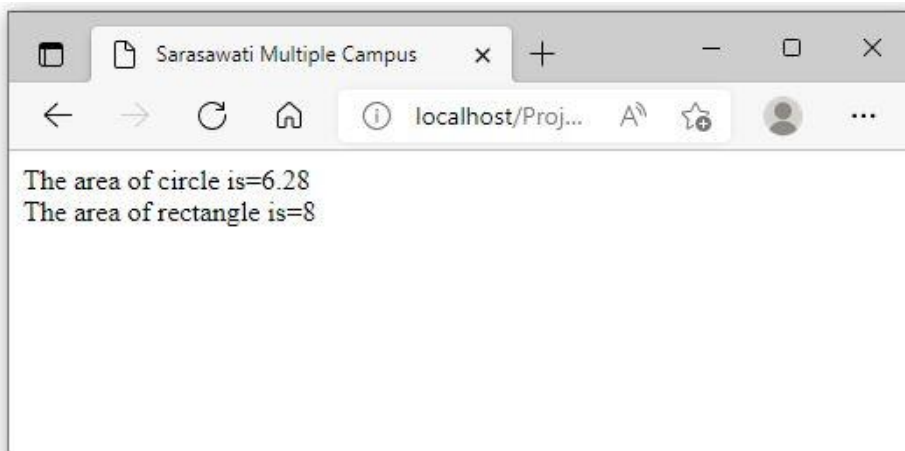 Sarasawati Multiple Campus
localhost/Proj...
The area of circle is=6.28
The area of rectangle is=8